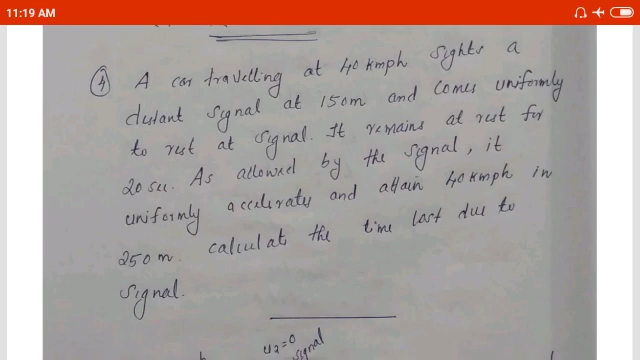 11:19 AM
④ A car travelling at 40 kmph sights a
distant signal at 150m and comes uniformly
to rest at signal. It remains at rest for
20 sec. As allowed by the signal, it
uniformly accelerates and attain 40 kmph in
250 m. calculate the time lost due to
signal.
u₂=0
signal